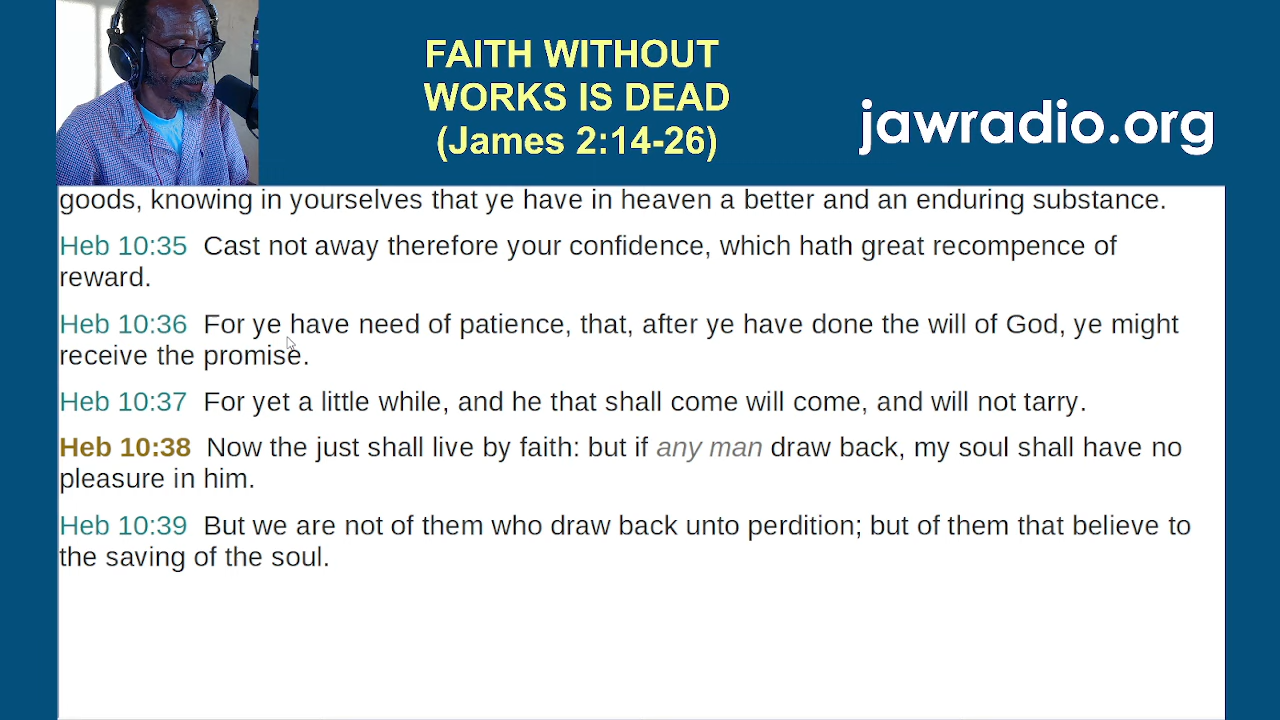 FAITH WITHOUT
WORKS IS DEAD
(James 2:14-26)
jawradio.org
goods, knowing in yourselves that ye have in heaven a better and an enduring substance.
Heb 10:35 Cast not away therefore your confidence, which hath great recompence of
reward.
Heb 10:36 For ye have need of patience, that, after ye have done the will of God, ye might
receive the promise.
Heb 10:37 For yet a little while, and he that shall come will come, and will not tarry.
Heb 10:38 Now the just shall live by faith: but if any man draw back, my soul shall have no
pleasure in him.
Heb 10:39 But we are not of them who draw back unto perdition; but of them that believe to
the saving of the soul.